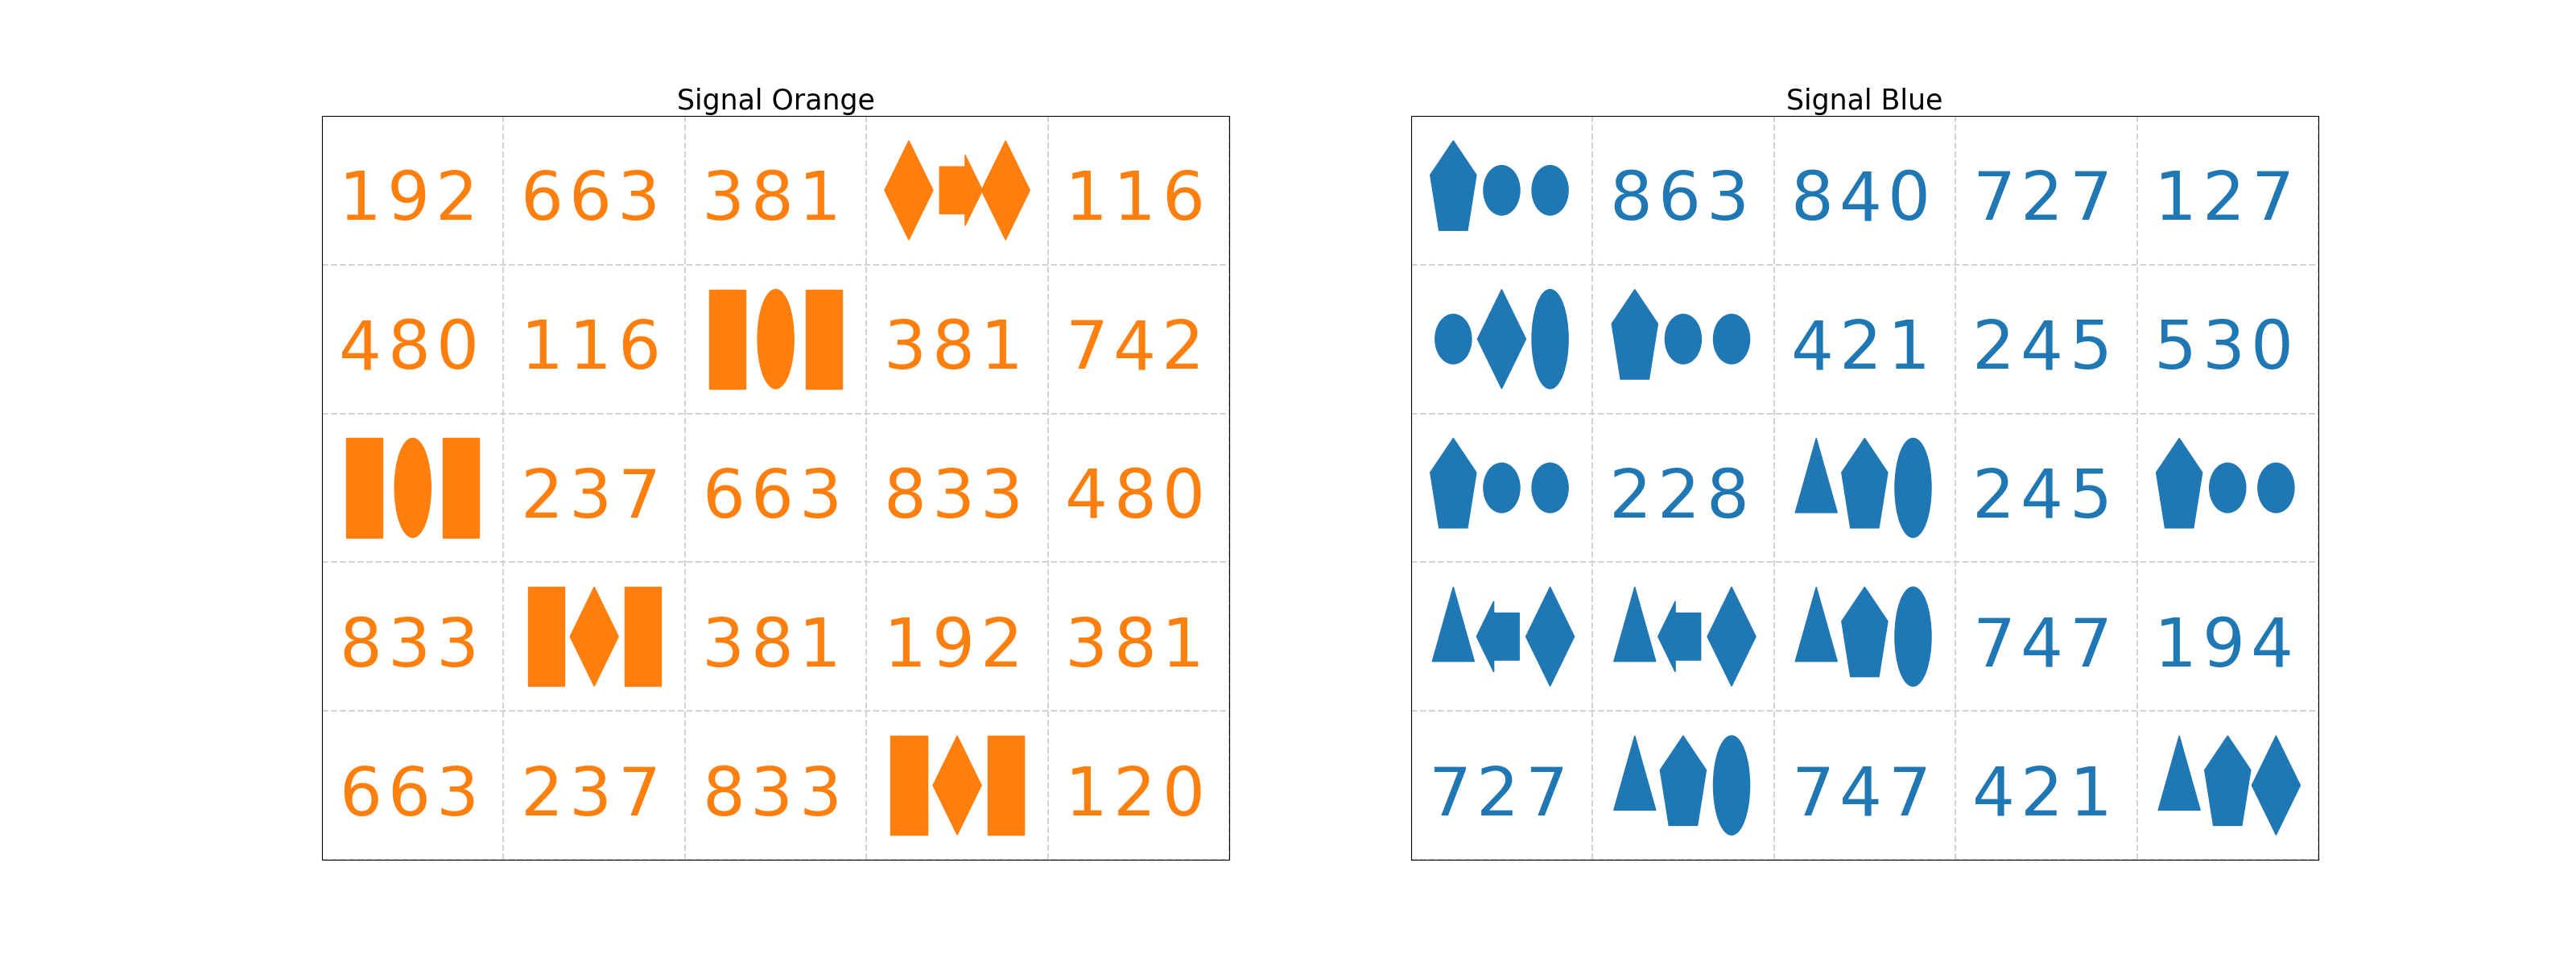 Signal Orange
192 663 381 116
480 116 381 742
237 663 833 480
833 381 192 381
663 237 833 120
Signal Blue
863 840 727 127
421 245 530
228 245
747 194
727 747 421